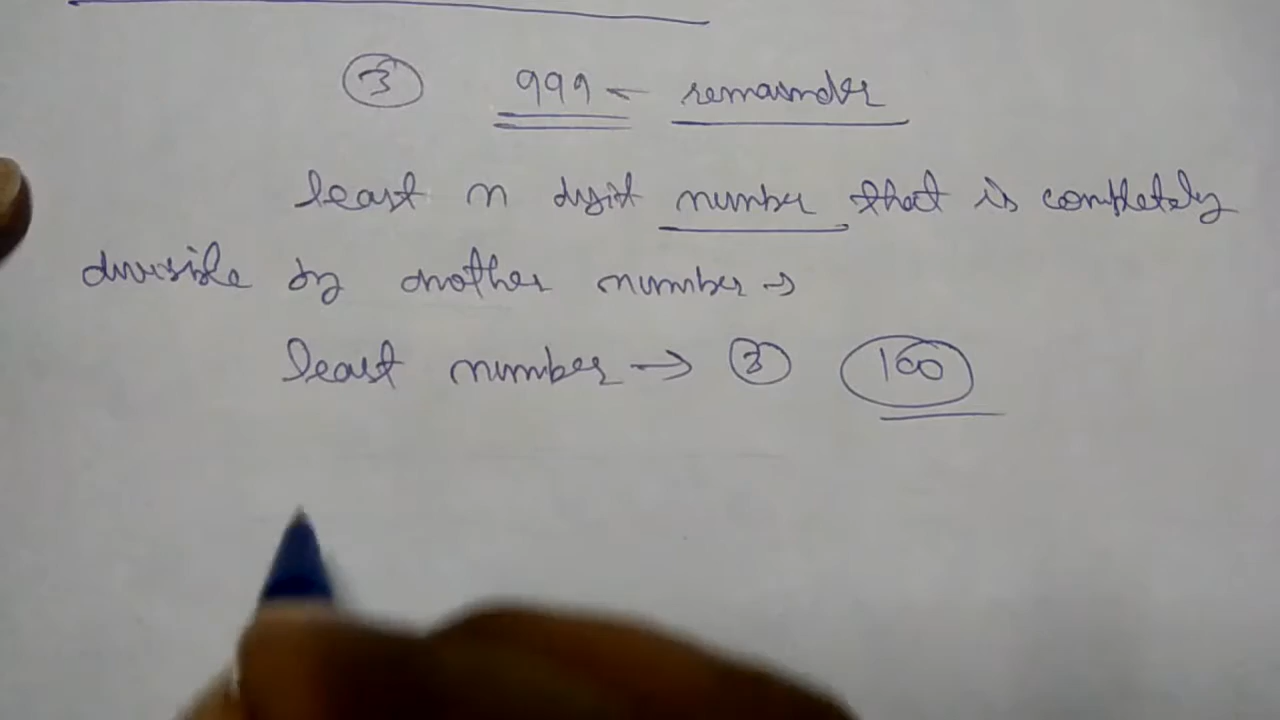 ③ 999 ← remainder
least n digit number that is completely
divisible by another number →
least number → ③ 100